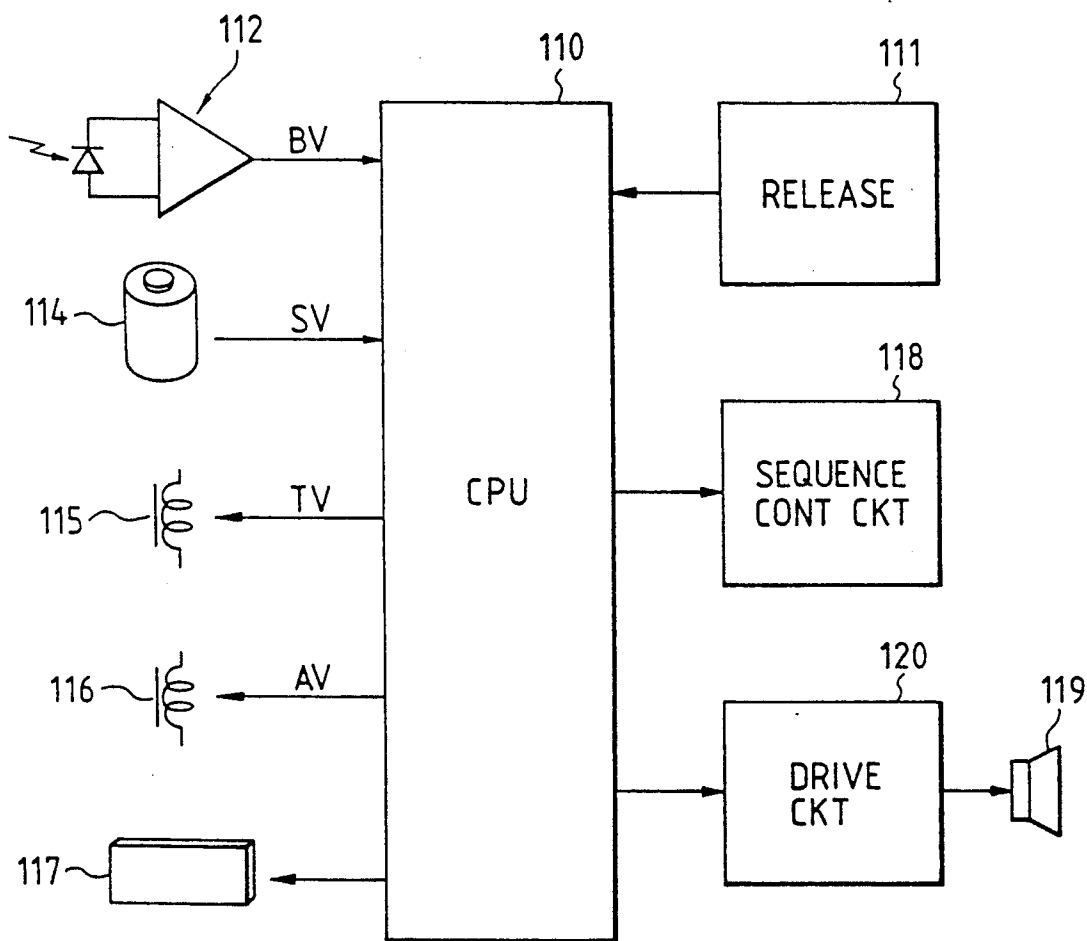 112
110
111
BV
RELEASE
114
SV
118
CPU
SEQUENCE
CONT CKT
115
TV
116
AV
120
119
DRIVE
CKT
117